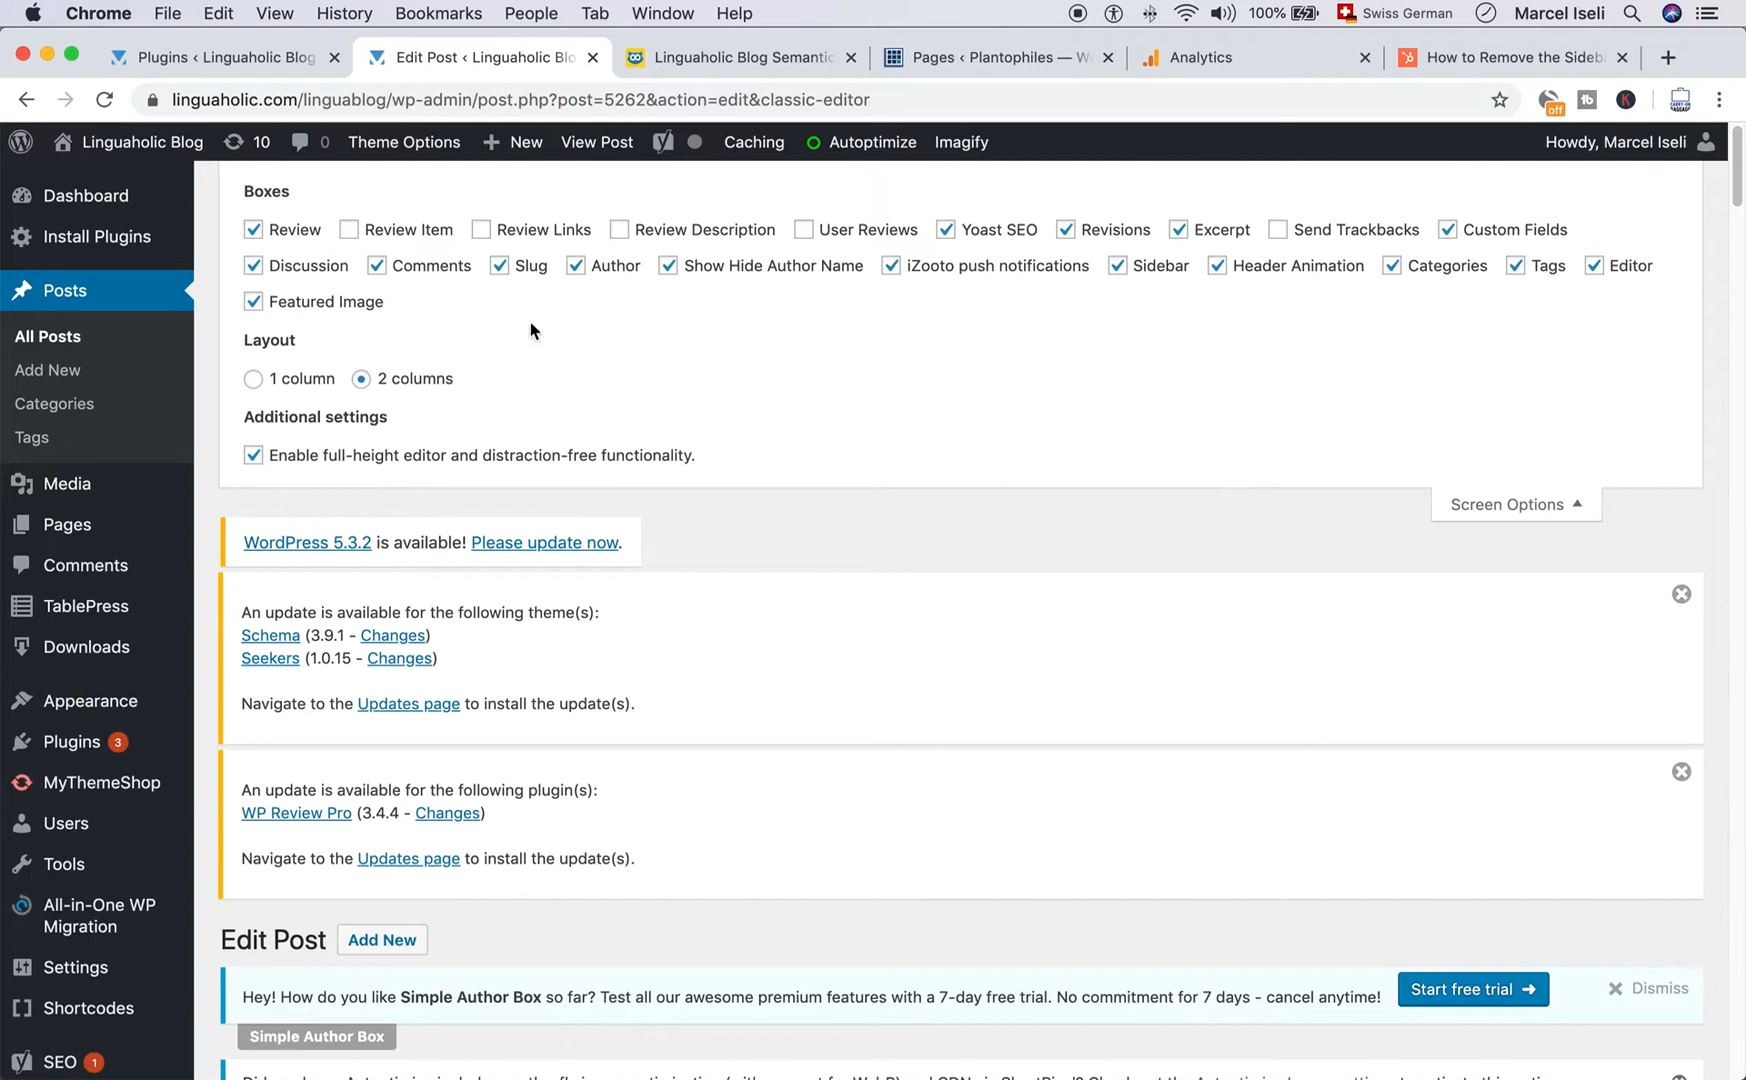 Chrome File Edit View History Bookmarks People Tab Window Help 100% Swiss German Marcel Iseli
Plugins ‹ Linguaholic Blog Edit Post ‹ Linguaholic Blo Linguaholic Blog Semantic Pages ‹ Plantophiles — W Analytics How to Remove the Sideb
linguaholic.com/linguablog/wp-admin/post.php?post=5262&action=edit&classic-editor off tb K
Linguaholic Blog 10 0 Theme Options New View Post Caching Autoptimize Imagify Howdy, Marcel Iseli
Dashboard
Install Plugins
Posts
All Posts
Add New
Categories
Tags
Media
Pages
Comments
TablePress
Downloads
Appearance
Plugins 3
MyThemeShop
Users
Tools
All-in-One WP
Migration
Settings
Shortcodes
SEO 1
Boxes
Review Review Item Review Links Review Description User Reviews Yoast SEO Revisions Excerpt Send Trackbacks Custom Fields
Discussion Comments Slug Author Show Hide Author Name iZooto push notifications Sidebar Header Animation Categories Tags Editor
Featured Image
Layout
1 column 2 columns
Additional settings
Enable full-height editor and distraction-free functionality.
Screen Options
WordPress 5.3.2 is available! Please update now.
An update is available for the following theme(s):
Schema (3.9.1 - Changes)
Seekers (1.0.15 - Changes)
Navigate to the Updates page to install the update(s).
An update is available for the following plugin(s):
WP Review Pro (3.4.4 - Changes)
Navigate to the Updates page to install the update(s).
Edit Post Add New
Hey! How do you like Simple Author Box so far? Test all our awesome premium features with a 7-day free trial. No commitment for 7 days - cancel anytime! Start free trial → Dismiss
Simple Author Box